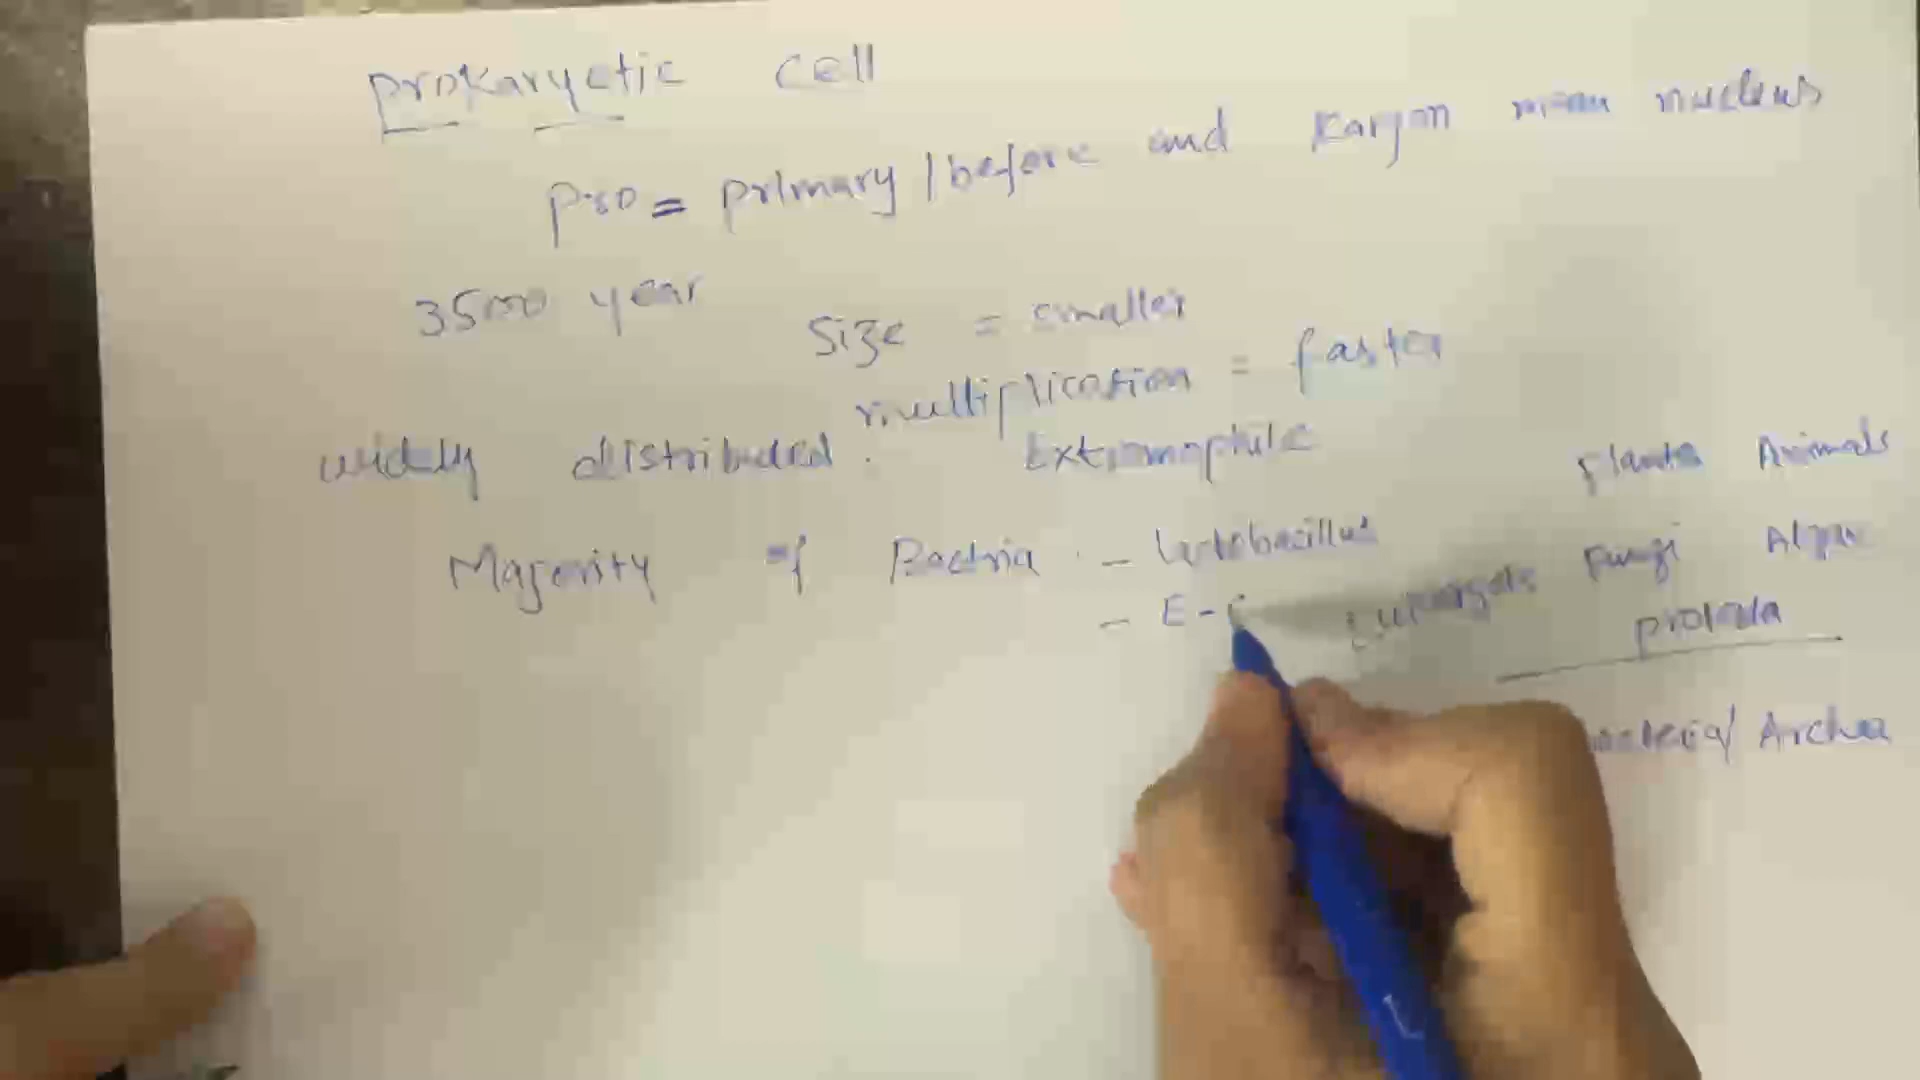 Prokaryotic cell
pro = primary / before and karyon mean nucleus
3500 year
Size = smaller
multiplication = faster
widely distributed. Extremophile
Plants Animals
Majority of Bactria - lactobacillus
Fungi Algae
- E-C
protozoa
Archea